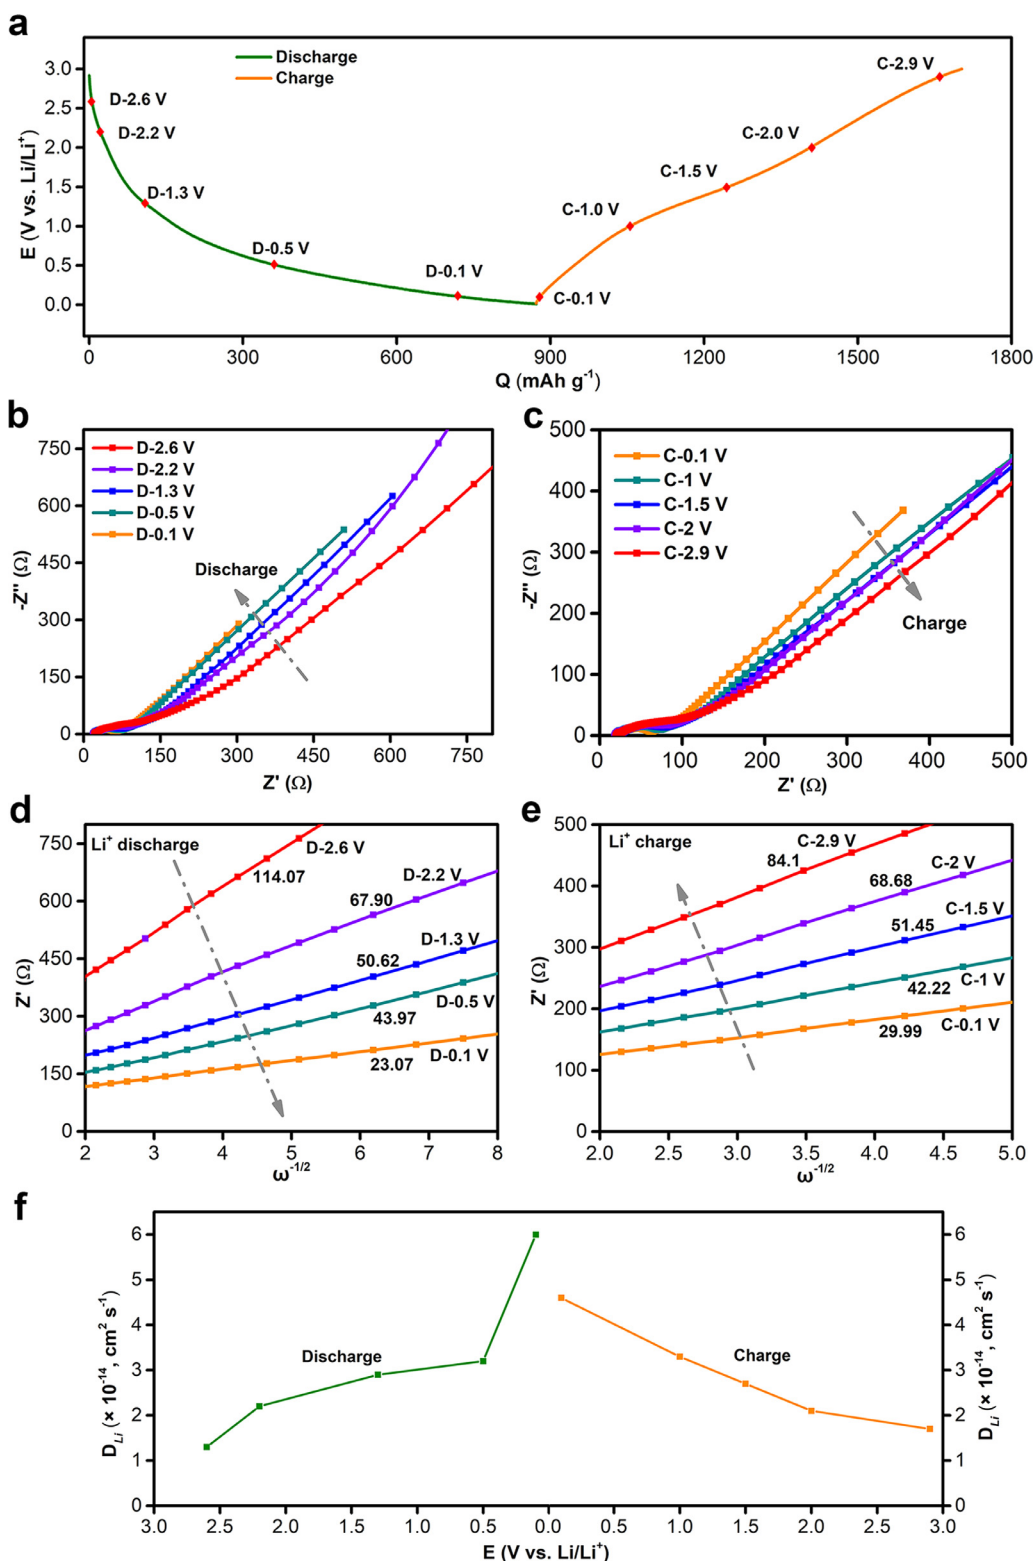 a
Discharge
Charge
E (V vs. Li/Li⁺)
3.0
2.5
2.0
1.5
1.0
0.5
0.0
D-2.6 V
D-2.2 V
D-1.3 V
D-0.5 V
D-0.1 V
C-0.1 V
C-1.0 V
C-1.5 V
C-2.0 V
C-2.9 V
0 300 600 900 1200 1500 1800
Q (mAh g⁻¹)
b
-Z'' (Ω)
750
600
450
300
150
0
D-2.6 V
D-2.2 V
D-1.3 V
D-0.5 V
D-0.1 V
Discharge
0 150 300 450 600 750
Z' (Ω)
c
-Z'' (Ω)
500
400
300
200
100
0
C-0.1 V
C-1 V
C-1.5 V
C-2 V
C-2.9 V
Charge
0 100 200 300 400 500
Z' (Ω)
d
Z' (Ω)
750
600
450
300
150
0
Li⁺ discharge
D-2.6 V
114.07
D-2.2 V
67.90
D-1.3 V
50.62
D-0.5 V
43.97
D-0.1 V
23.07
2 3 4 5 6 7 8
ω⁻¹/²
e
Z' (Ω)
500
400
300
200
100
0
Li⁺ charge
C-2.9 V
84.1
C-2 V
68.68
C-1.5 V
51.45
C-1 V
42.22
C-0.1 V
29.99
2.0 2.5 3.0 3.5 4.0 4.5 5.0
ω⁻¹/²
f
D_Li (× 10⁻¹⁴, cm² s⁻¹)
6
5
4
3
2
1
0
Discharge
Charge
6
5
4
3
2
1
0
D_Li (× 10⁻¹⁴, cm² s⁻¹)
3.0 2.5 2.0 1.5 1.0 0.5 0.0 0.5 1.0 1.5 2.0 2.5 3.0
E (V vs. Li/Li⁺)